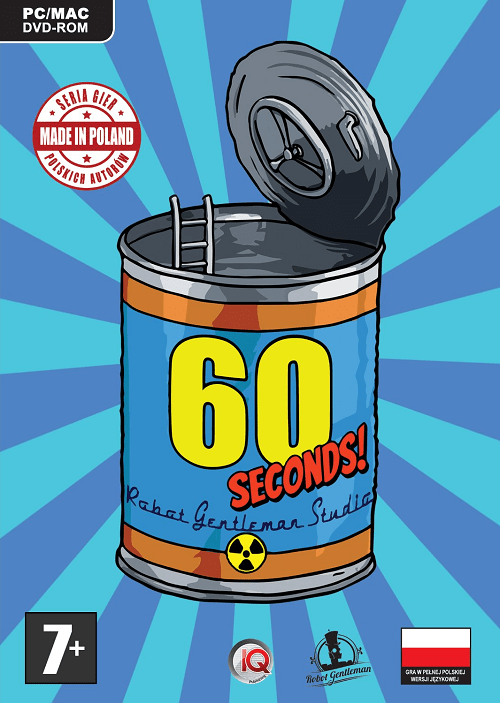 PC/MAC
DVD-ROM
SERIA GIER
MADE IN POLAND
POLSKICH AUTORÓW
60
SECONDS!
Robot Gentleman Studio
7+
IQ
Publishing
Robot Gentleman
GRA W PEŁNEJ POLSKIEJ
WERSJI JĘZYKOWEJ